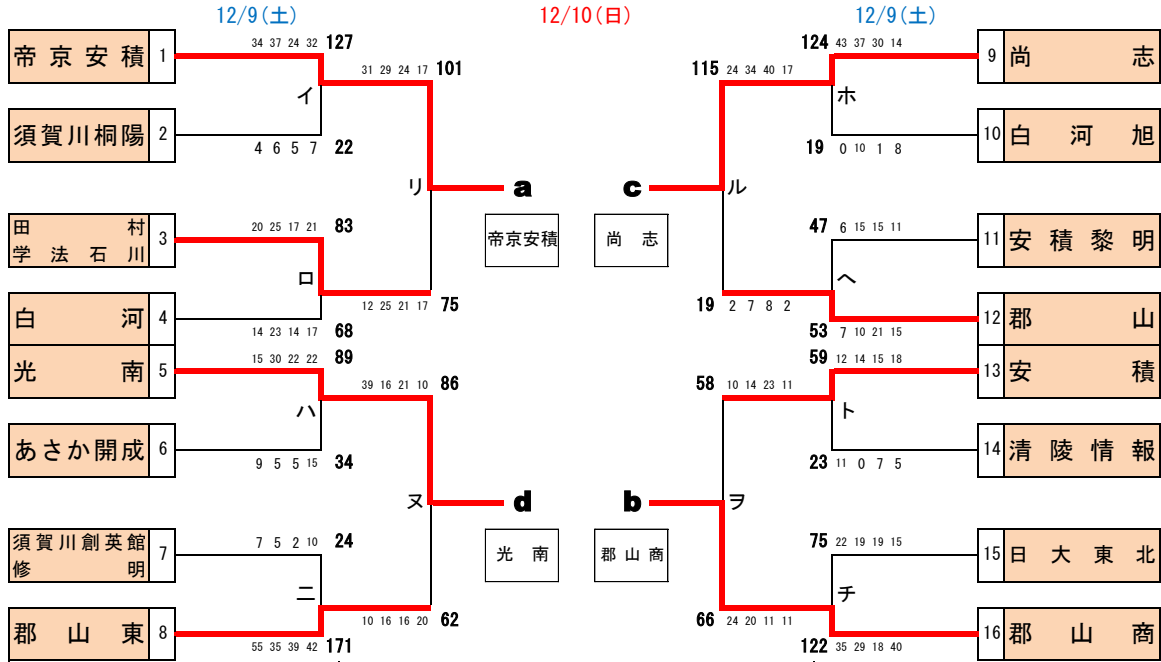 12/9(土) 12/10(日) 12/9(土)
帝京安積 1
34 37 24 32 127
31 29 24 17 101
イ
須賀川桐陽 2
4 6 5 7 22
リ
a
帝京安積
田村
学法石川 3
20 25 17 21 83
ロ
12 25 21 17 75
白河 4
14 23 14 17 68
光南 5
15 30 22 22 89
39 16 21 10 86
ハ
あさか開成 6
9 5 5 15 34
ヌ
d
光南
須賀川創英館
修明 7
7 5 2 10 24
ニ
10 16 16 20 62
郡山東 8
55 35 39 42 171
124 43 37 30 14
9 尚志
115 24 34 40 17
ホ
10 白河旭
19 0 10 1 8
c
ル
尚志
47 6 15 15 11
11 安積黎明
ヘ
19 2 7 8 2
12 郡山
53 7 10 21 15
59 12 14 15 18
13 安積
58 10 14 23 11
ト
14 清陵情報
23 11 0 7 5
b
ヲ
郡山商
75 22 19 19 15
15 日大東北
チ
66 24 20 11 11
16 郡山商
122 35 29 18 40